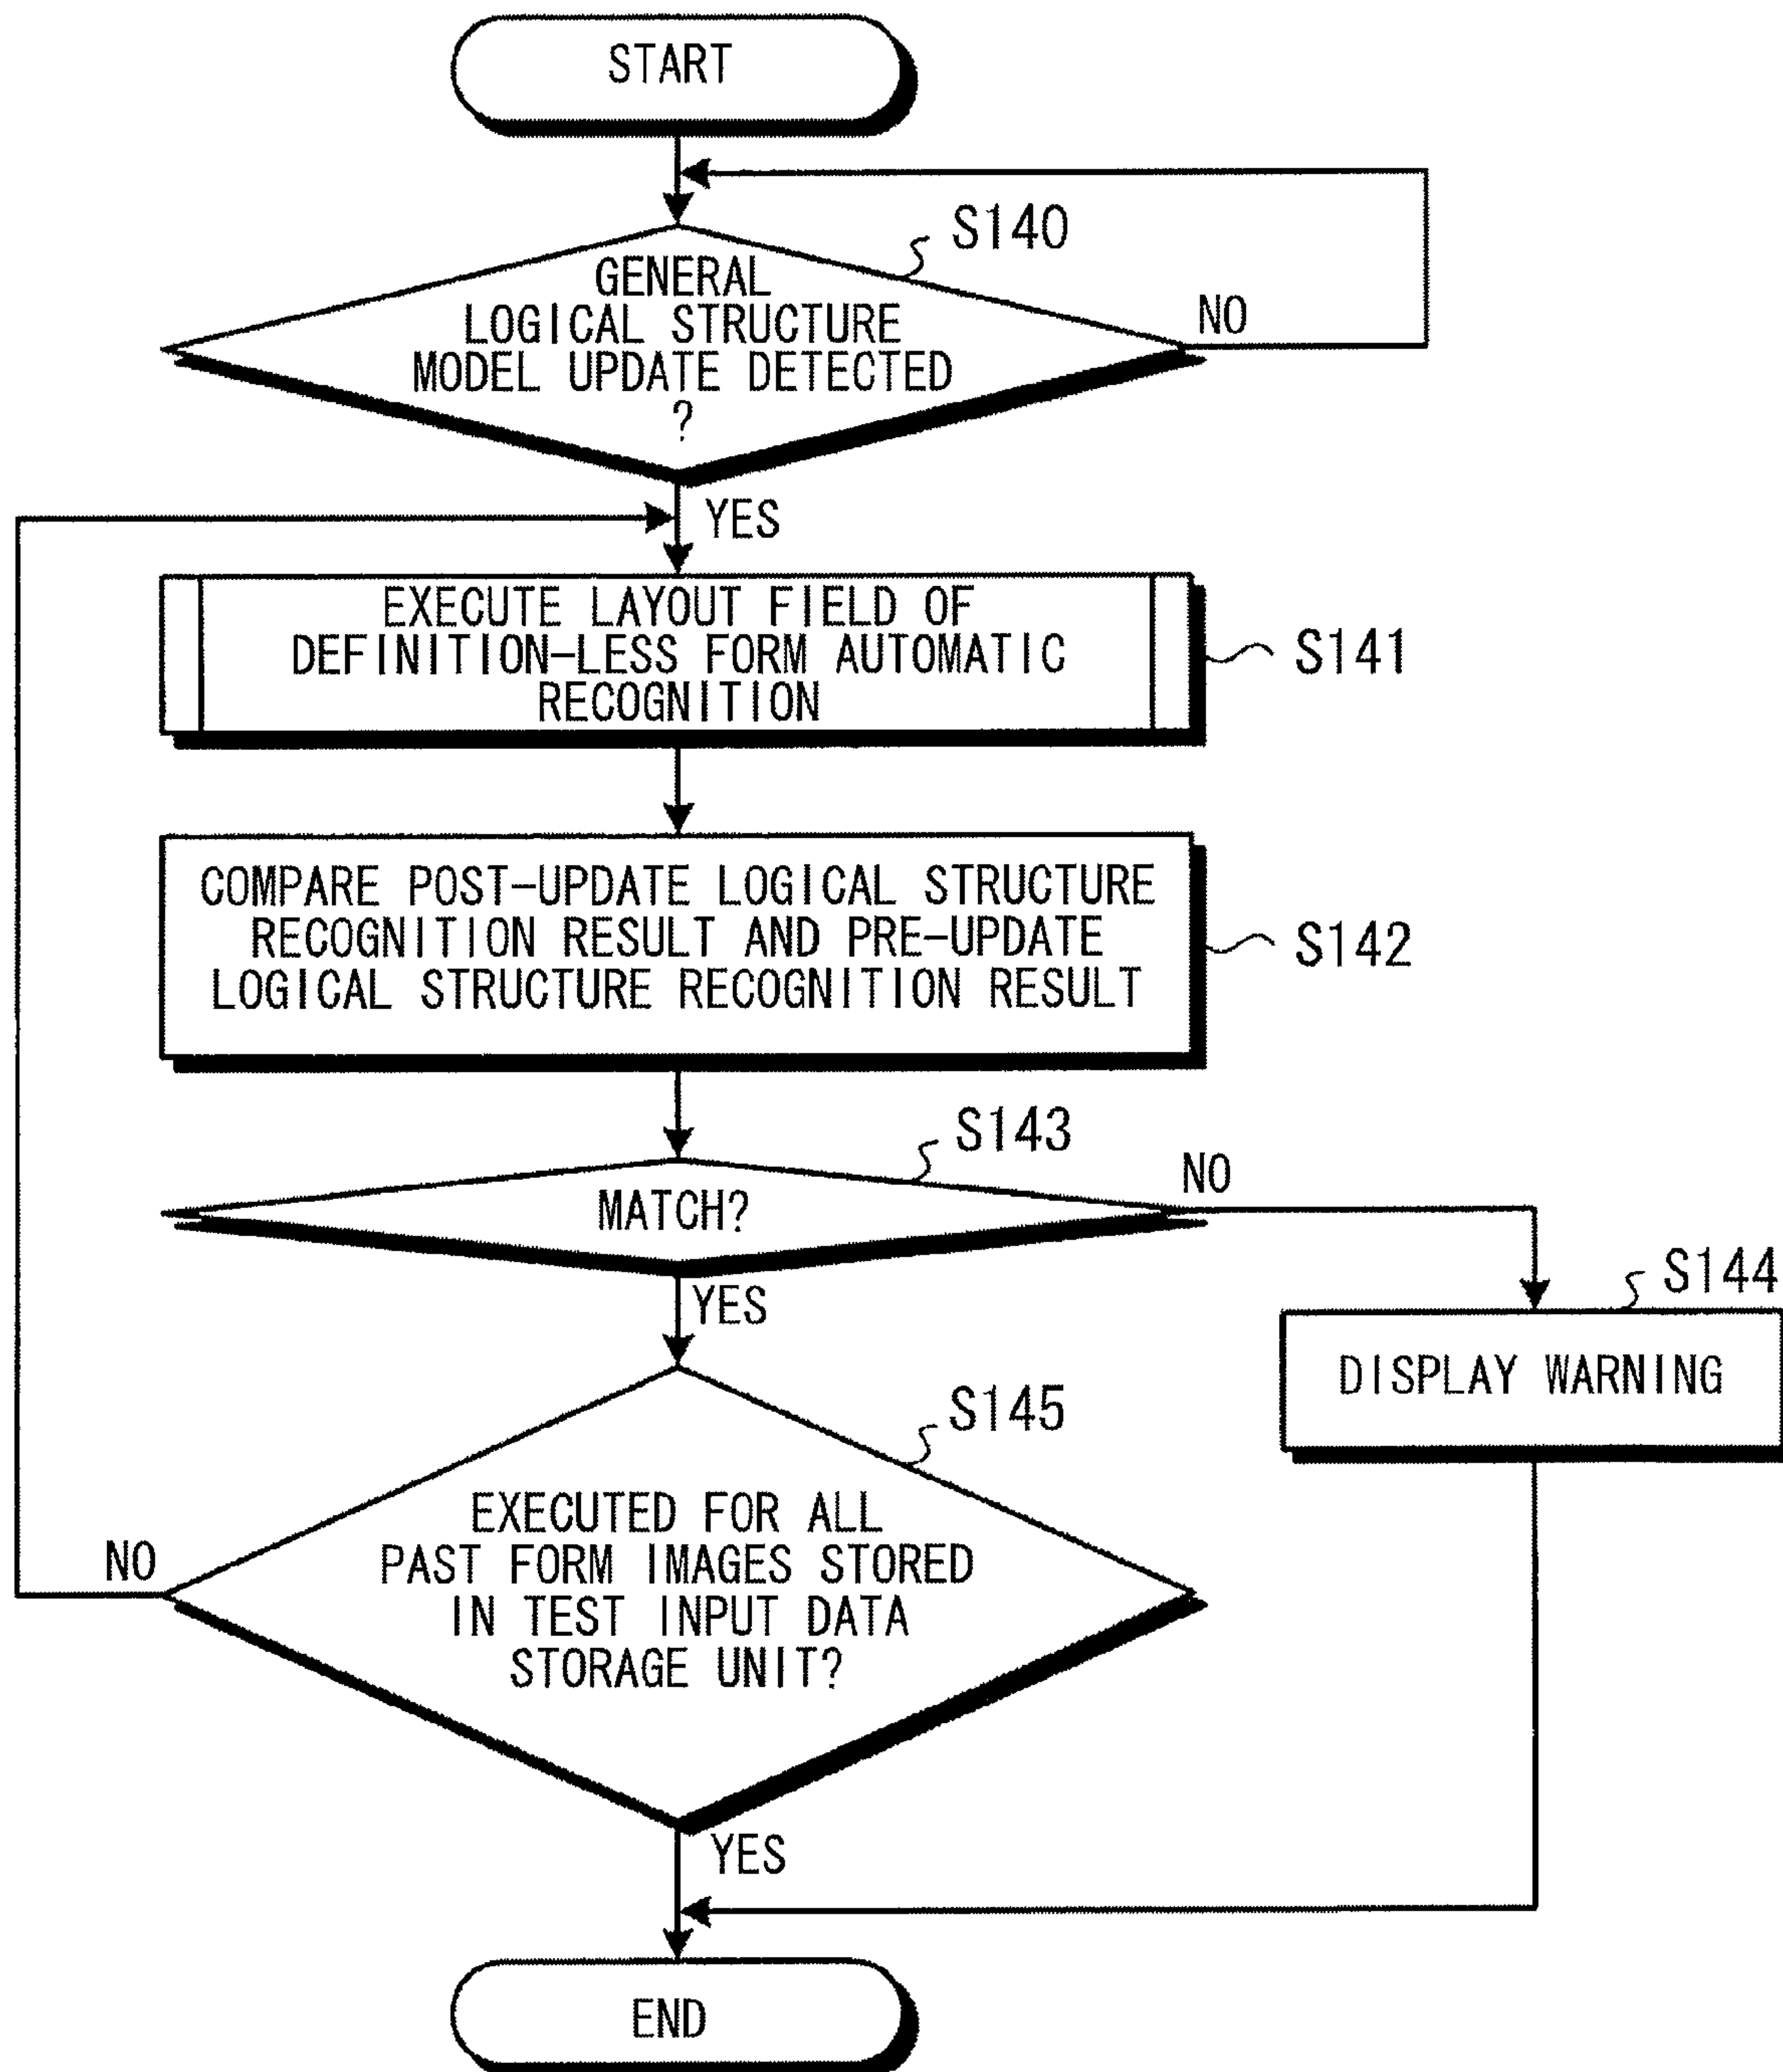 START
S140
GENERAL
LOGICAL STRUCTURE
MODEL UPDATE DETECTED
?
NO
YES
EXECUTE LAYOUT FIELD OF
DEFINITION-LESS FORM AUTOMATIC
RECOGNITION
S141
COMPARE POST-UPDATE LOGICAL STRUCTURE
RECOGNITION RESULT AND PRE-UPDATE
LOGICAL STRUCTURE RECOGNITION RESULT
S142
S143
MATCH?
NO
YES
S144
DISPLAY WARNING
S145
EXECUTED FOR ALL
PAST FORM IMAGES STORED
IN TEST INPUT DATA
STORAGE UNIT?
NO
YES
END